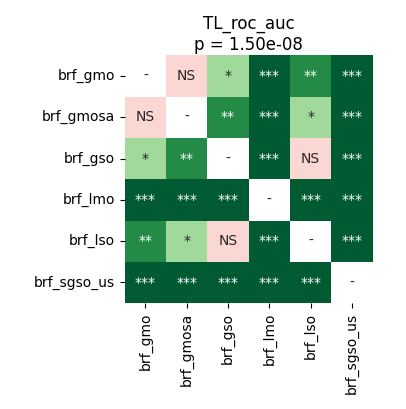 TL_roc_auc
p = 1.50e-08
brf_gmo - NS * *** ** ***
brf_gmosa NS - ** *** * ***
brf_gso * ** - *** NS ***
brf_lmo *** *** *** - *** ***
brf_lso ** * NS *** - ***
brf_sgso_us *** *** *** *** *** -
brf_gmo brf_gmosa brf_gso brf_lmo brf_lso brf_sgso_us